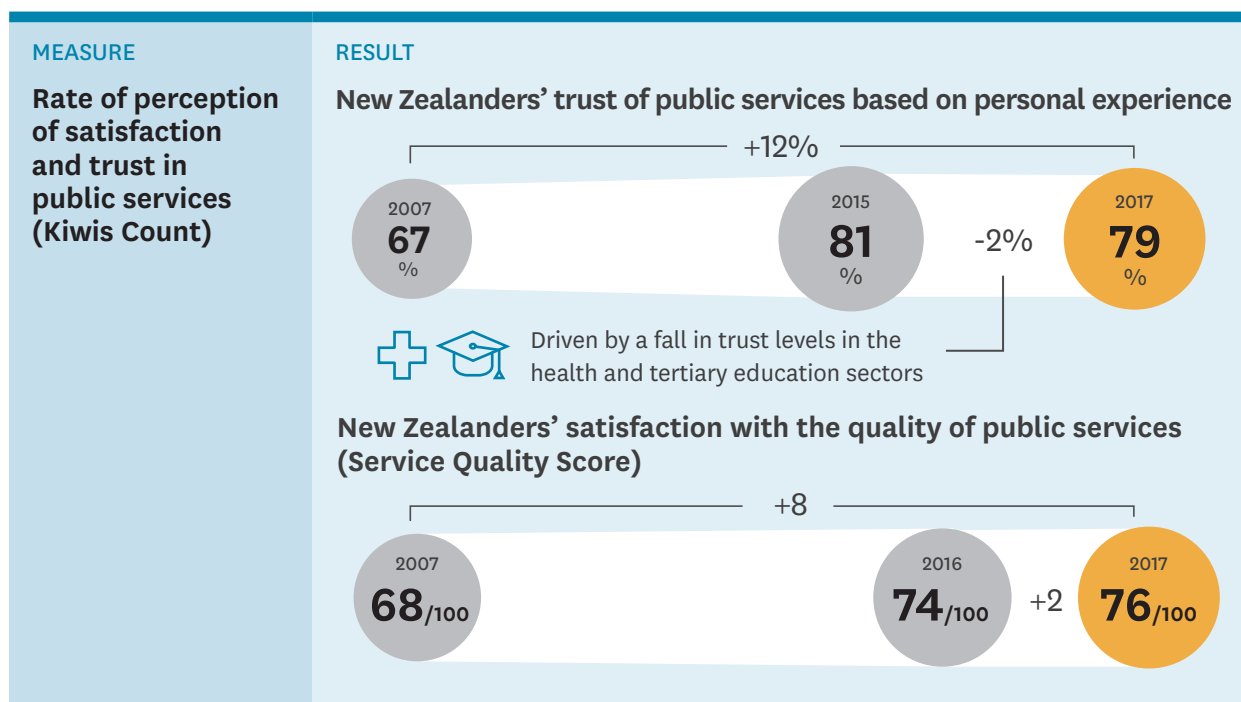 MEASURE
Rate of perception
of satisfaction
and trust in
public services
(Kiwis Count)
RESULT
New Zealanders’ trust of public services based on personal experience
+12%
2007
67
%
2015
81
%
-2%
2017
79
%
Driven by a fall in trust levels in the
health and tertiary education sectors
New Zealanders’ satisfaction with the quality of public services
(Service Quality Score)
+8
2007
68/100
2016
74/100
+2
2017
76/100